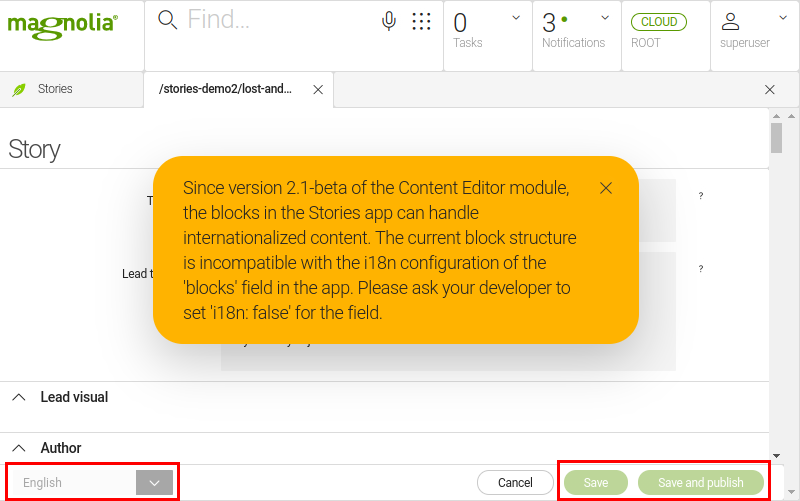 magnolia®
Find...
0
Tasks
3
Notifications
CLOUD
ROOT
superuser
Stories
/stories-demo2/lost-and...
Story
T
?
Lead t
?
Since version 2.1-beta of the Content Editor module,
the blocks in the Stories app can handle
internationalized content. The current block structure
is incompatible with the i18n configuration of the
'blocks' field in the app. Please ask your developer to
set 'i18n: false' for the field.
Lead visual
Author
English
Cancel
Save
Save and publish